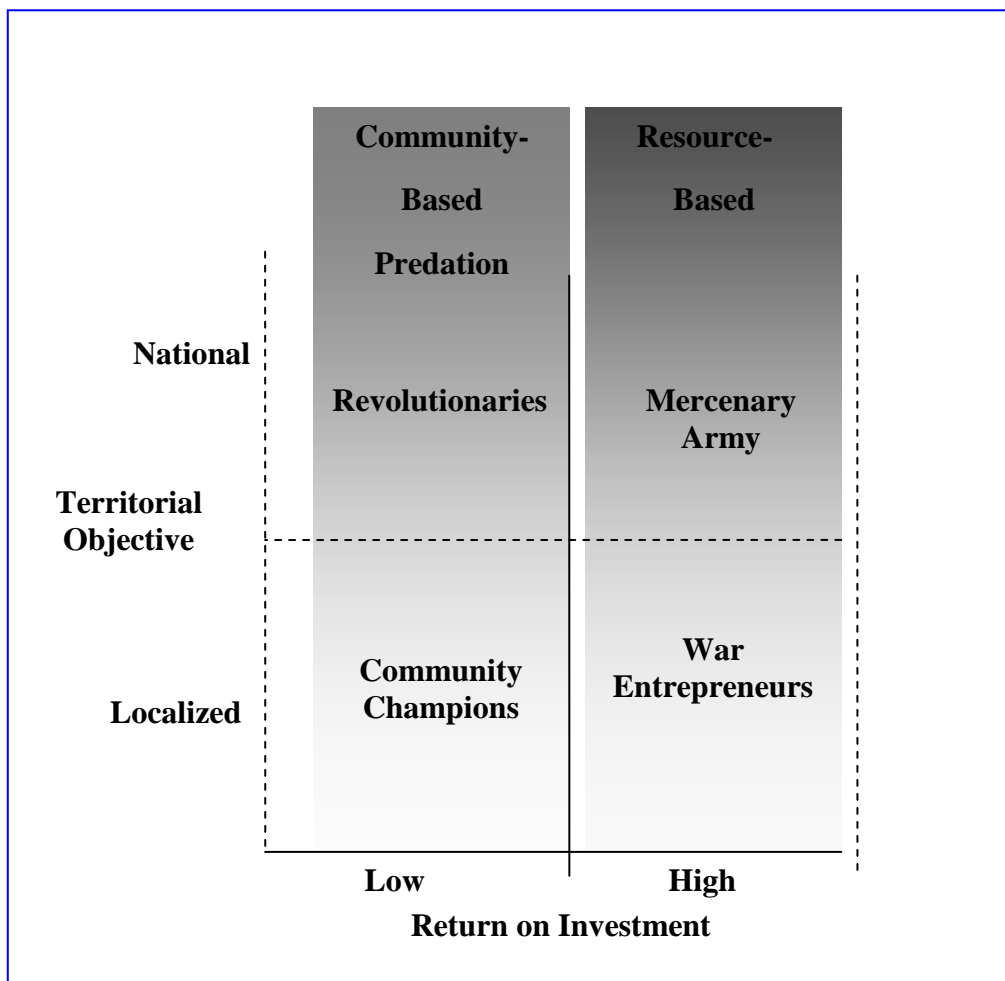 Community-
Based
Predation
Resource-
Based
National
Revolutionaries
Mercenary
Army
Territorial
Objective
Community
Champions
War
Entrepreneurs
Localized
Low
High
Return on Investment